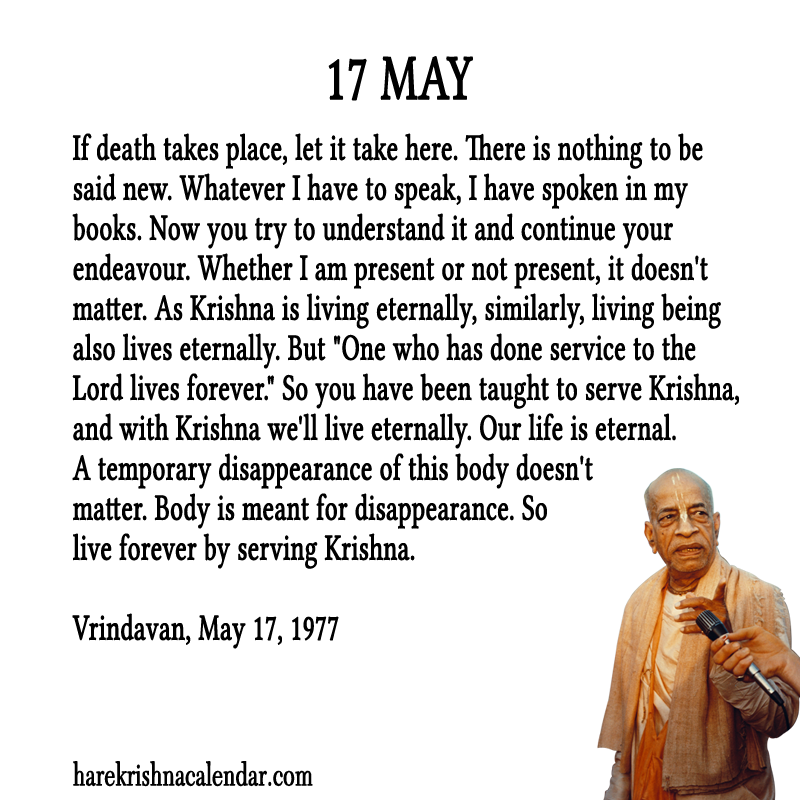 17 MAY
If death takes place, let it take here. There is nothing to be
said new. Whatever I have to speak, I have spoken in my
books. Now you try to understand it and continue your
endeavour. Whether I am present or not present, it doesn't
matter. As Krishna is living eternally, similarly, living being
also lives eternally. But "One who has done service to the
Lord lives forever." So you have been taught to serve Krishna,
and with Krishna we'll live eternally. Our life is eternal.
A temporary disappearance of this body doesn't
matter. Body is meant for disappearance. So
live forever by serving Krishna.
Vrindavan, May 17, 1977
harekrishnacalendar.com